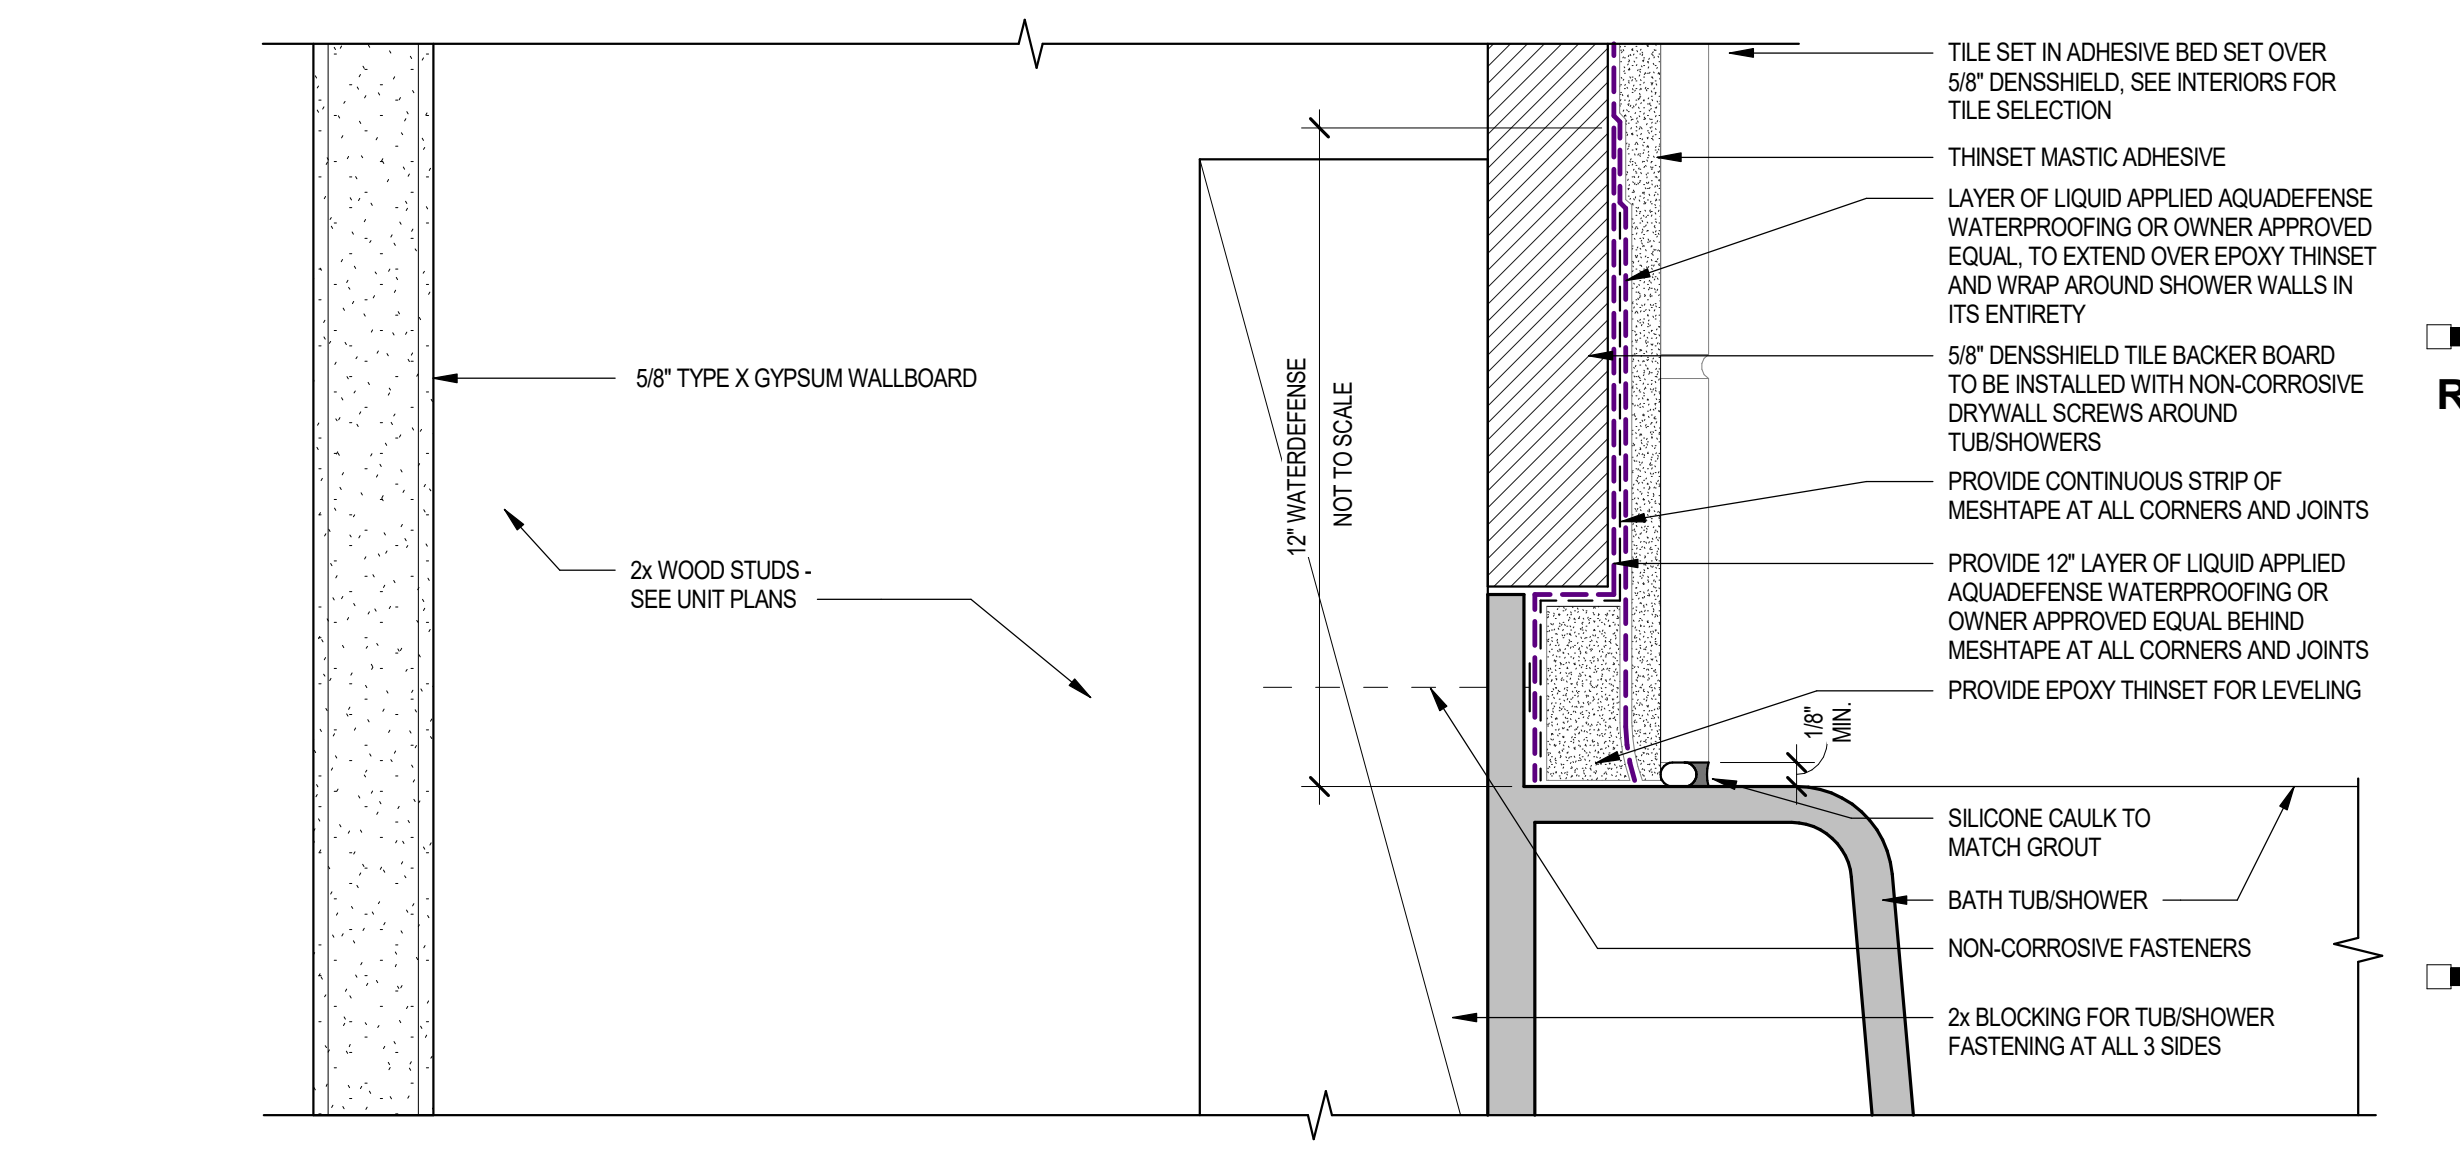 TILE SET IN ADHESIVE BED SET OVER
5/8" DENSSHIELD, SEE INTERIORS FOR
TILE SELECTION
THINSET MASTIC ADHESIVE
LAYER OF LIQUID APPLIED AQUADEFENSE
WATERPROOFING OR OWNER APPROVED
EQUAL, TO EXTEND OVER EPOXY THINSET
AND WRAP AROUND SHOWER WALLS IN
ITS ENTIRETY
5/8" DENSSHIELD TILE BACKER BOARD
TO BE INSTALLED WITH NON-CORROSIVE
DRYWALL SCREWS AROUND
TUB/SHOWERS
PROVIDE CONTINUOUS STRIP OF
MESHTAPE AT ALL CORNERS AND JOINTS
PROVIDE 12" LAYER OF LIQUID APPLIED
AQUADEFENSE WATERPROOFING OR
OWNER APPROVED EQUAL BEHIND
MESHTAPE AT ALL CORNERS AND JOINTS
PROVIDE EPOXY THINSET FOR LEVELING
1/8"
MIN.
SILICONE CAULK TO
MATCH GROUT
BATH TUB/SHOWER
NON-CORROSIVE FASTENERS
2x BLOCKING FOR TUB/SHOWER
FASTENING AT ALL 3 SIDES
5/8" TYPE X GYPSUM WALLBOARD
2x WOOD STUDS -
SEE UNIT PLANS
12" WATERDEFENSE
NOT TO SCALE
R